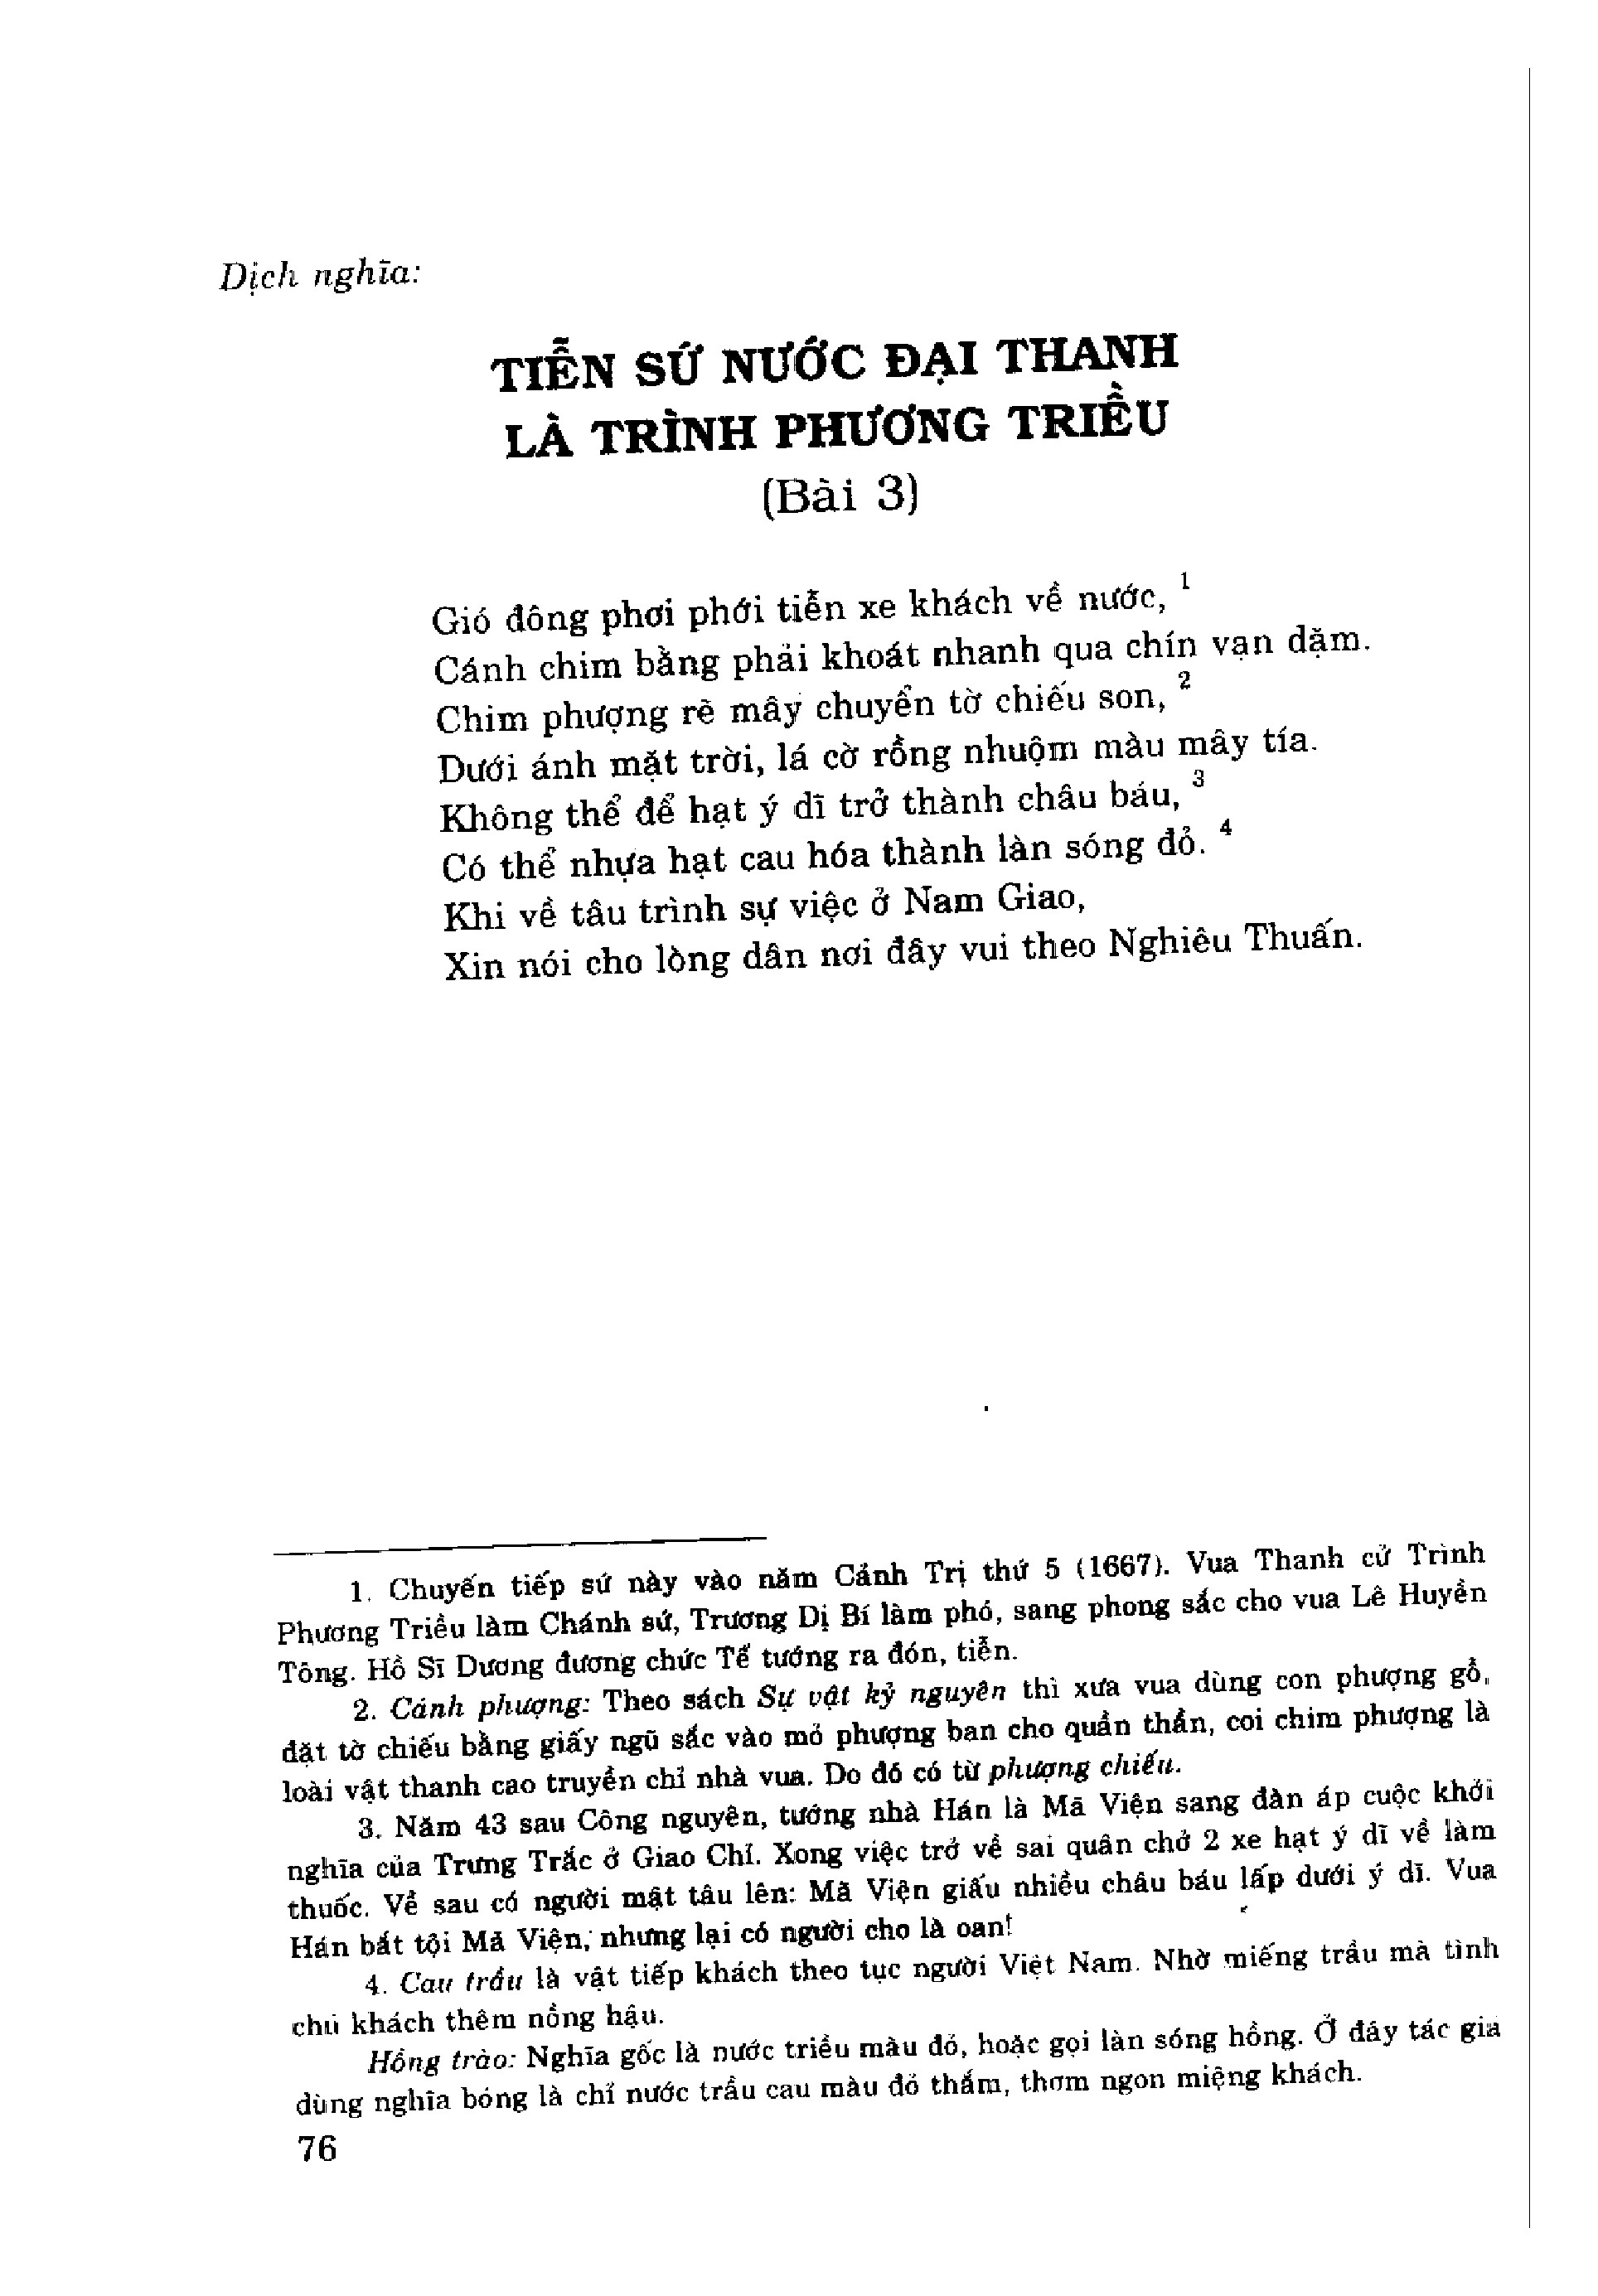 Dịch nghĩa:
TIỄN SỨ NƯỚC ĐẠI THANH
LÀ TRÌNH PHƯƠNG TRIỀU
(Bài 3)
Gió đông phơi phới tiễn xe khách về nước, 1
Cánh chim bằng phải khoát nhanh qua chín vạn dặm.
Chim phượng rẽ mây chuyển tờ chiếu son, 2
Dưới ánh mặt trời, lá cờ rồng nhuộm màu mây tía.
Không thể để hạt ý dĩ trở thành châu báu, 3
Có thể nhựa hạt cau hóa thành làn sóng đỏ. 4
Khi về tâu trình sự việc ở Nam Giao,
Xin nói cho lòng dân nơi đây vui theo Nghiêu Thuấn.
1. Chuyến tiếp sứ này vào năm Cảnh Trị thứ 5 (1667). Vua Thanh cử Trình
Phương Triều làm Chánh sứ, Trương Dị Bí làm phó, sang phong sắc cho vua Lê Huyền
Tông. Hồ Sĩ Dương đương chức Tể tướng ra đón, tiễn.
2. Cánh phượng: Theo sách Sự vật kỷ nguyên thì xưa vua dùng con phượng gỗ,
đặt tờ chiếu bằng giấy ngũ sắc vào mỏ phượng ban cho quần thần, coi chim phượng là
loài vật thanh cao truyền chỉ nhà vua. Do đó có từ phượng chiếu.
3. Năm 43 sau Công nguyên, tướng nhà Hán là Mã Viện sang đàn áp cuộc khởi
nghĩa của Trưng Trắc ở Giao Chỉ. Xong việc trở về sai quân chở 2 xe hạt ý dĩ về làm
thuốc. Về sau có người mật tâu lên: Mã Viện giấu nhiều châu báu lấp dưới ý dĩ. Vua
Hán bắt tội Mã Viện, nhưng lại có người cho là oan!
4. Cau trầu là vật tiếp khách theo tục người Việt Nam. Nhờ miếng trầu mà tình
chủ khách thêm nồng hậu.
Hồng trào: Nghĩa gốc là nước triều màu đỏ, hoặc gọi làn sóng hồng. Ở đây tác giả
dùng nghĩa bóng là chỉ nước trầu cau màu đỏ thắm, thơm ngon miệng khách.
76